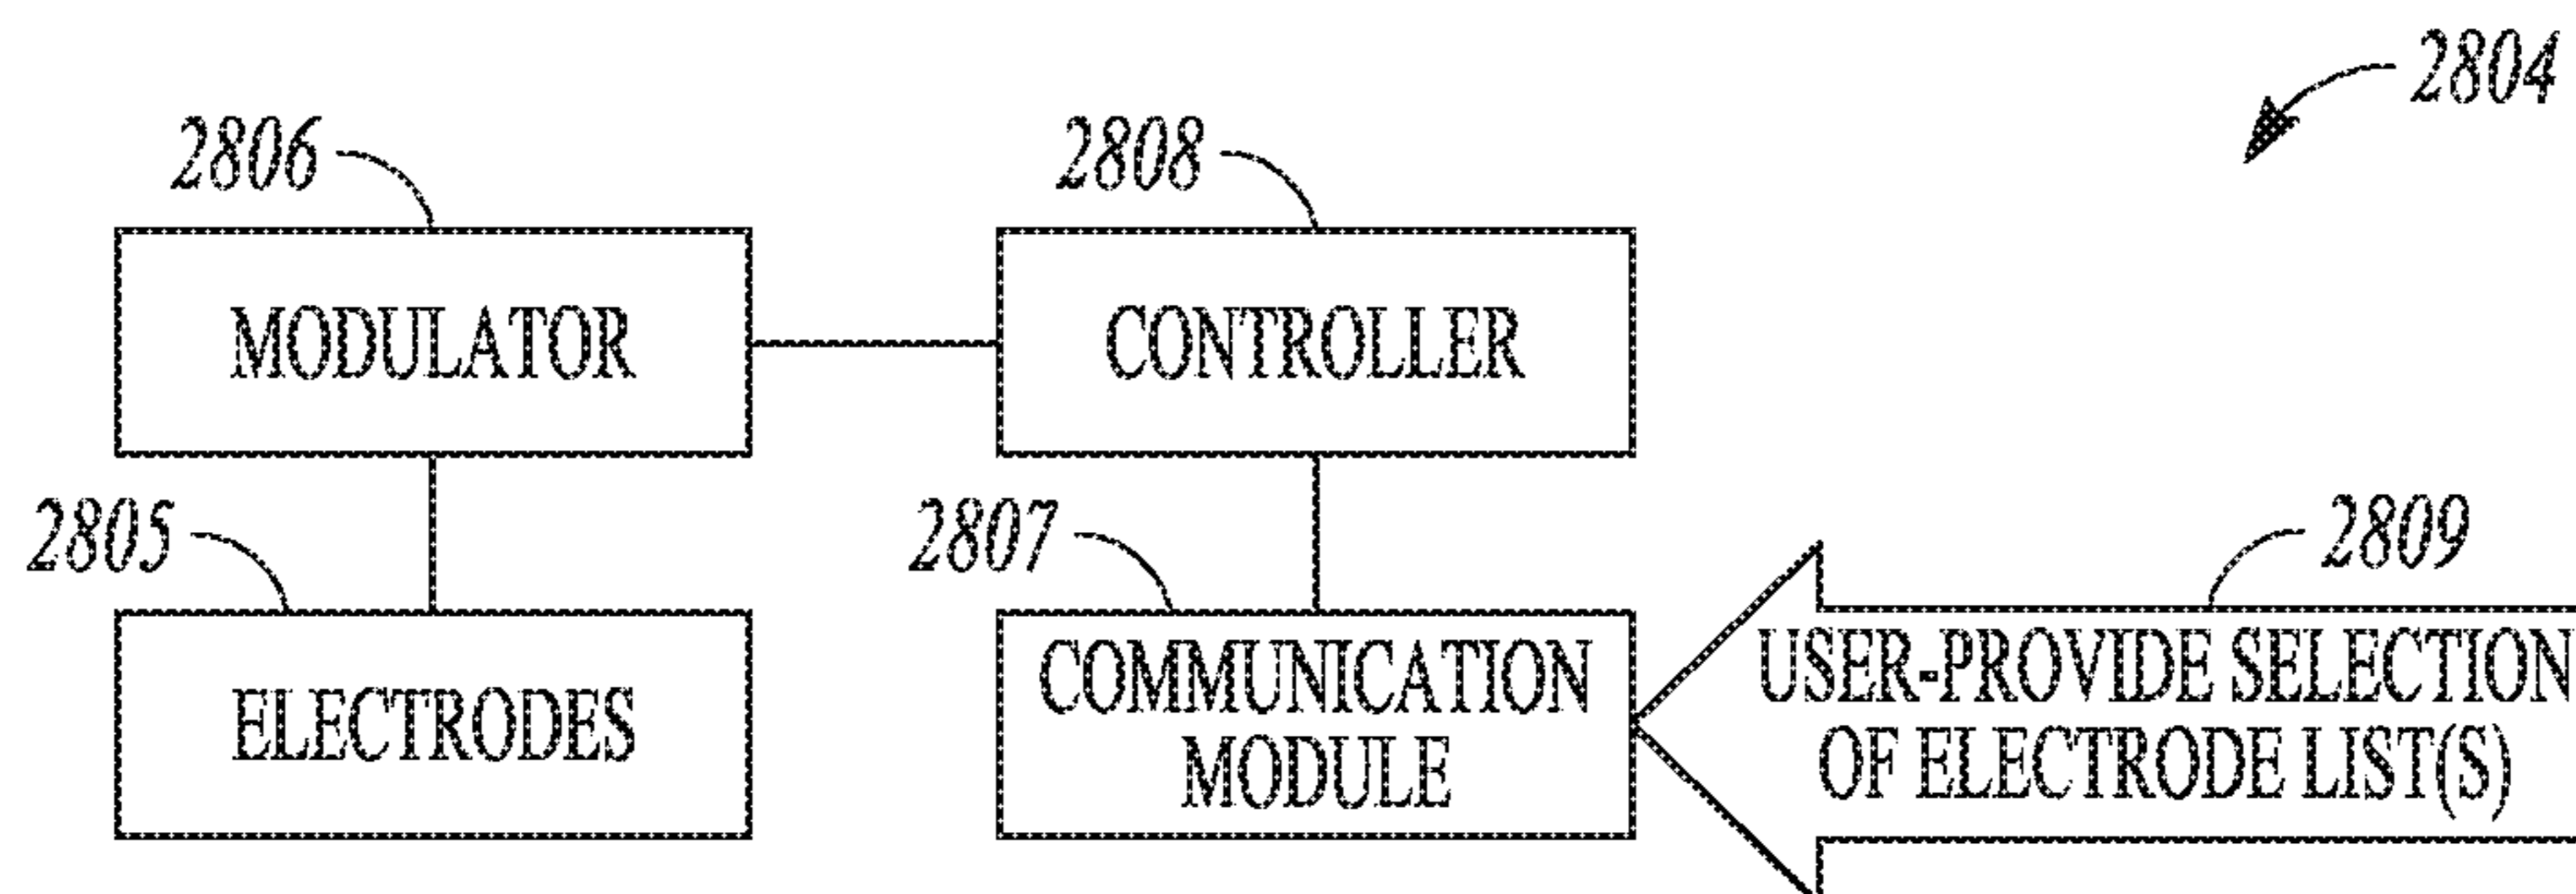 2804
2806
2808
MODULATOR
CONTROLLER
2805
2807
2809
ELECTRODES
COMMUNICATION
MODULE
USER-PROVIDE SELECTION
OF ELECTRODE LIST(S)